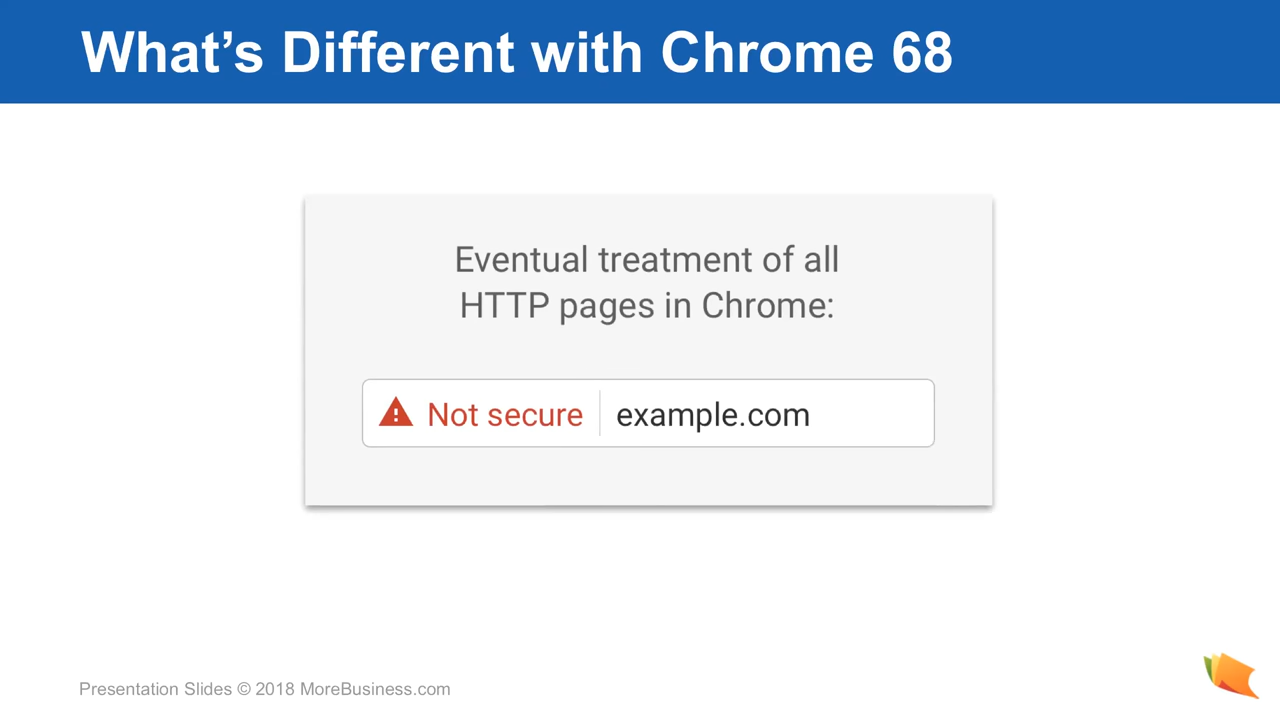 What’s Different with Chrome 68
Eventual treatment of all
HTTP pages in Chrome:
Not secure example.com
Presentation Slides © 2018 MoreBusiness.com